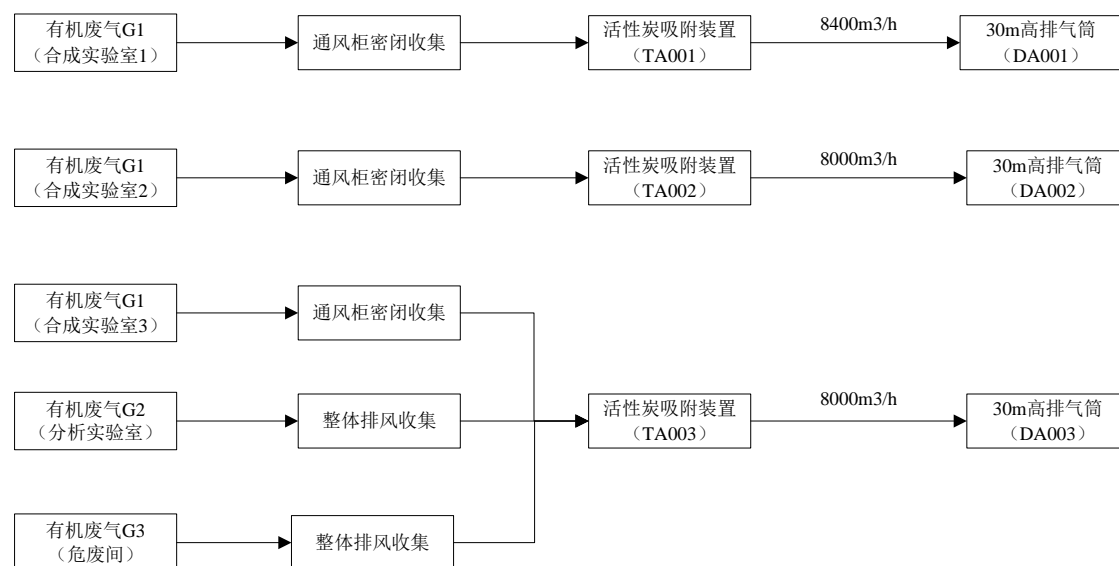 有机废气G1
（合成实验室1）
通风柜密闭收集
活性炭吸附装置
（TA001）
8400m3/h
30m高排气筒
（DA001）
有机废气G1
（合成实验室2）
通风柜密闭收集
活性炭吸附装置
（TA002）
8000m3/h
30m高排气筒
（DA002）
有机废气G1
（合成实验室3）
通风柜密闭收集
有机废气G2
（分析实验室）
整体排风收集
活性炭吸附装置
（TA003）
8000m3/h
30m高排气筒
（DA003）
有机废气G3
（危废间）
整体排风收集